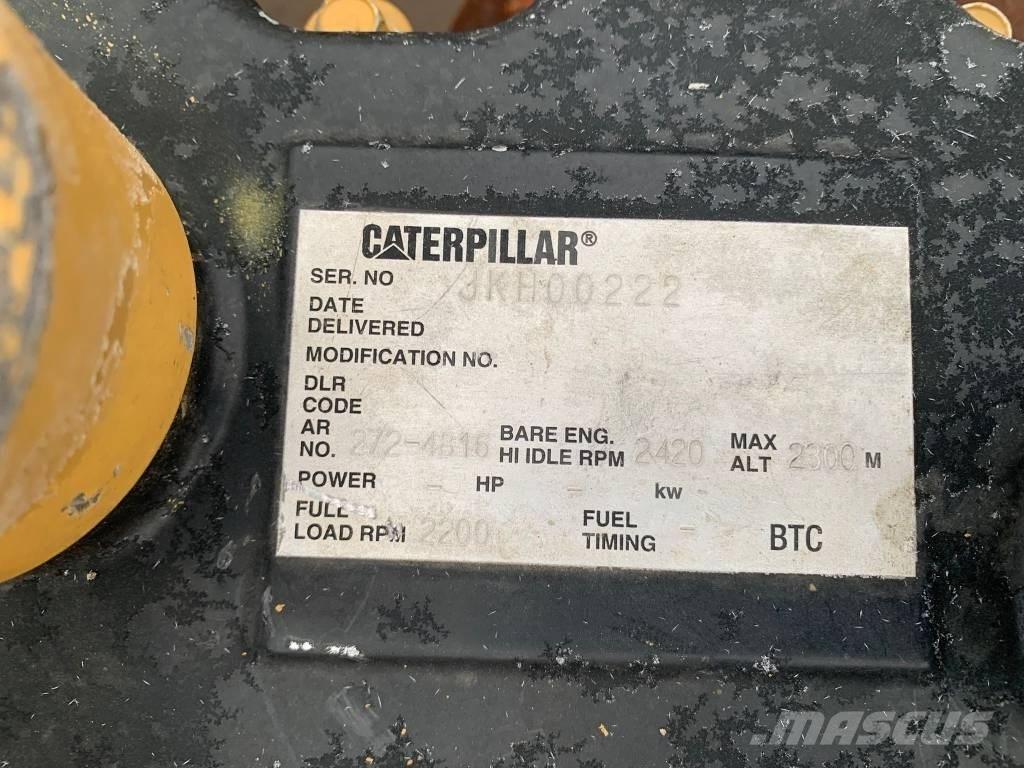 CATERPILLAR®
SER. NO JKH00222
DATE
DELIVERED
MODIFICATION NO.
DLR
CODE
AR
NO. 272-4816 BARE ENG. HI IDLE RPM 2420 MAX ALT 2300 M
POWER - HP - kw
FULL
LOAD RPM 2200 FUEL TIMING - BTC
MASCUS